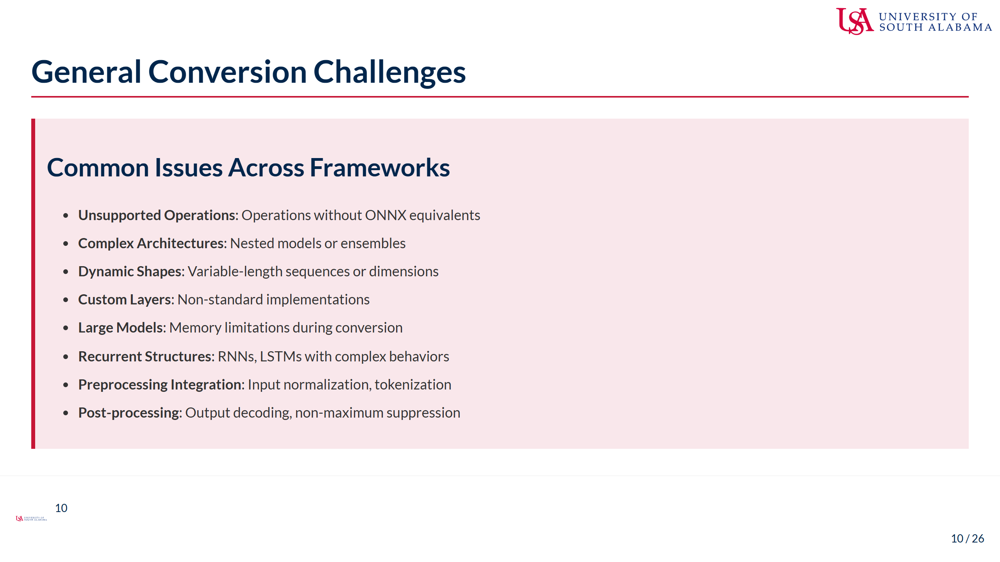 USA UNIVERSITY OF
SOUTH ALABAMA
General Conversion Challenges
Common Issues Across Frameworks
• Unsupported Operations: Operations without ONNX equivalents
• Complex Architectures: Nested models or ensembles
• Dynamic Shapes: Variable-length sequences or dimensions
• Custom Layers: Non-standard implementations
• Large Models: Memory limitations during conversion
• Recurrent Structures: RNNs, LSTMs with complex behaviors
• Preprocessing Integration: Input normalization, tokenization
• Post-processing: Output decoding, non-maximum suppression
10
USA UNIVERSITY OF
SOUTH ALABAMA
10 / 26